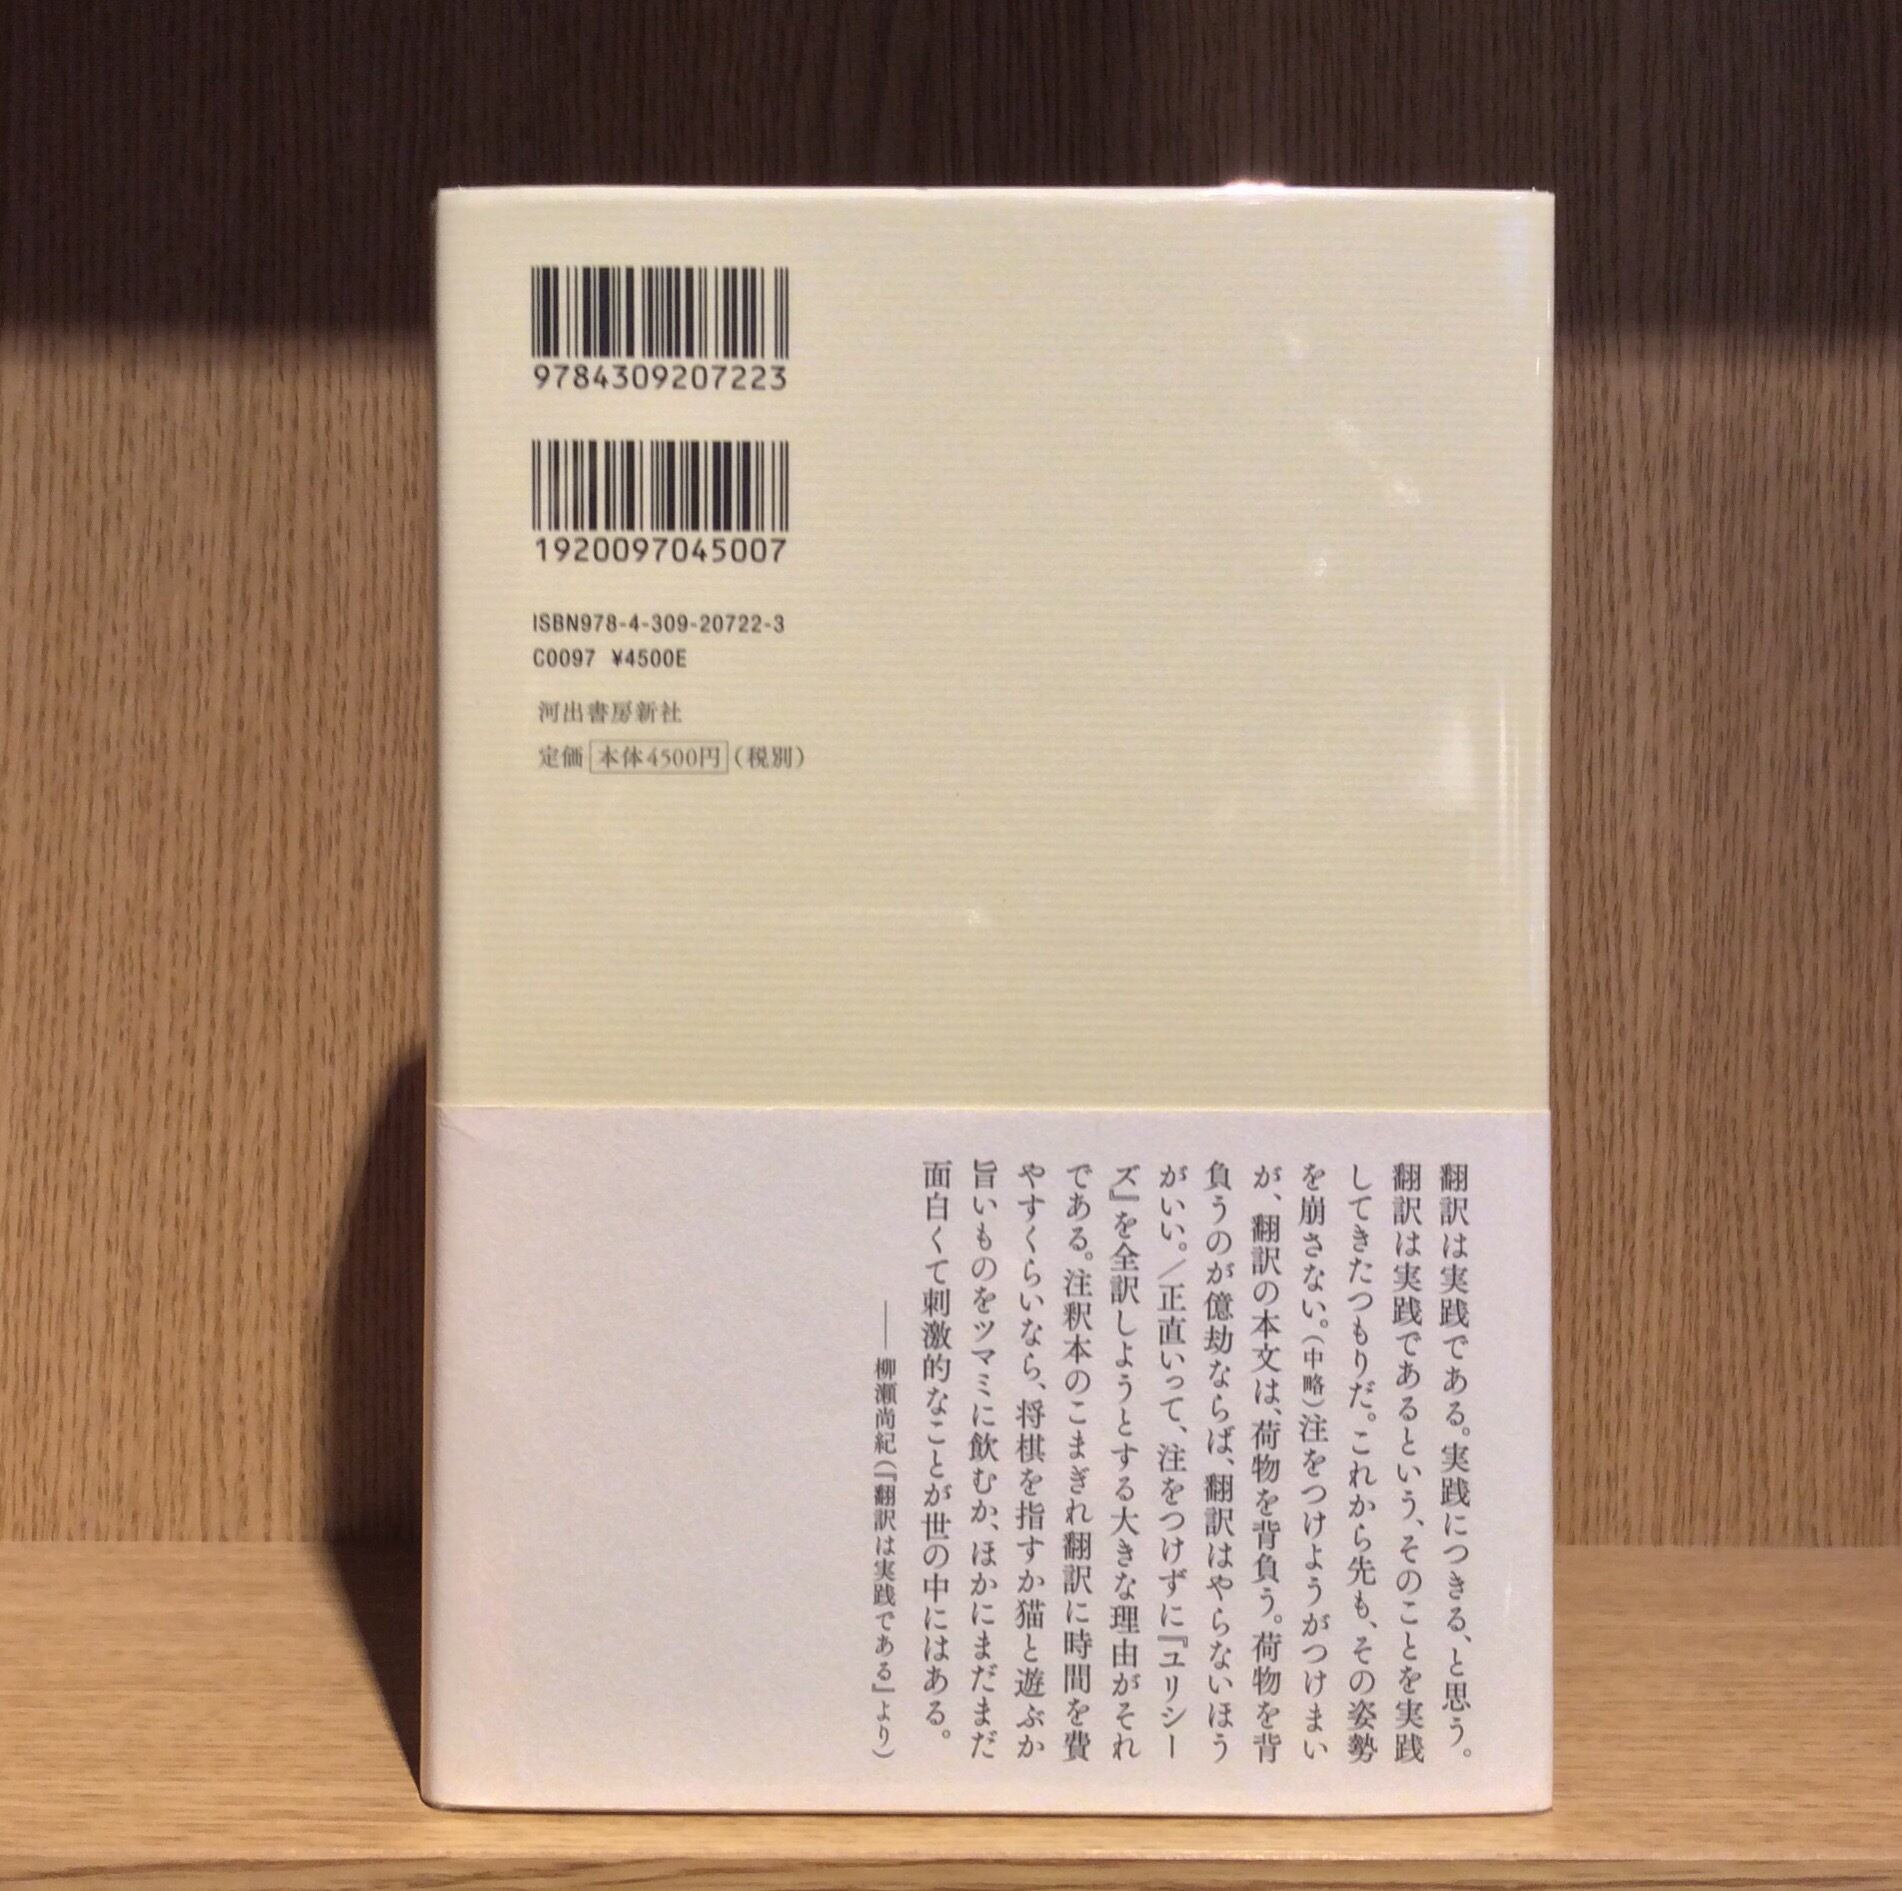 9784309207223
1920097045007
ISBN978-4-309-20722-3
C0097 ¥4500E
河出書房新社
定価 本体4500円（税別）
翻訳は実践である。実践につきる、と思う。
翻訳は実践であるという、そのことを実践
してきたつもりだ。これから先も、その姿勢
を崩さない。（中略）注をつけようがつけまい
が、翻訳の本文は、荷物を背負う。荷物を背
負うのが億劫ならば、翻訳はやらないほう
がいい。／正直いって、注をつけずに『ユリシー
ズ』を全訳しようとする大きな理由がそれ
である。注釈本のこまぎれ翻訳に時間を費
やすくらいなら、将棋を指すか猫と遊ぶか
旨いものをツマミに飲むか、ほかにまだまだ
面白くて刺激的なことが世の中にはある。
――柳瀬尚紀（『翻訳は実践である』より）